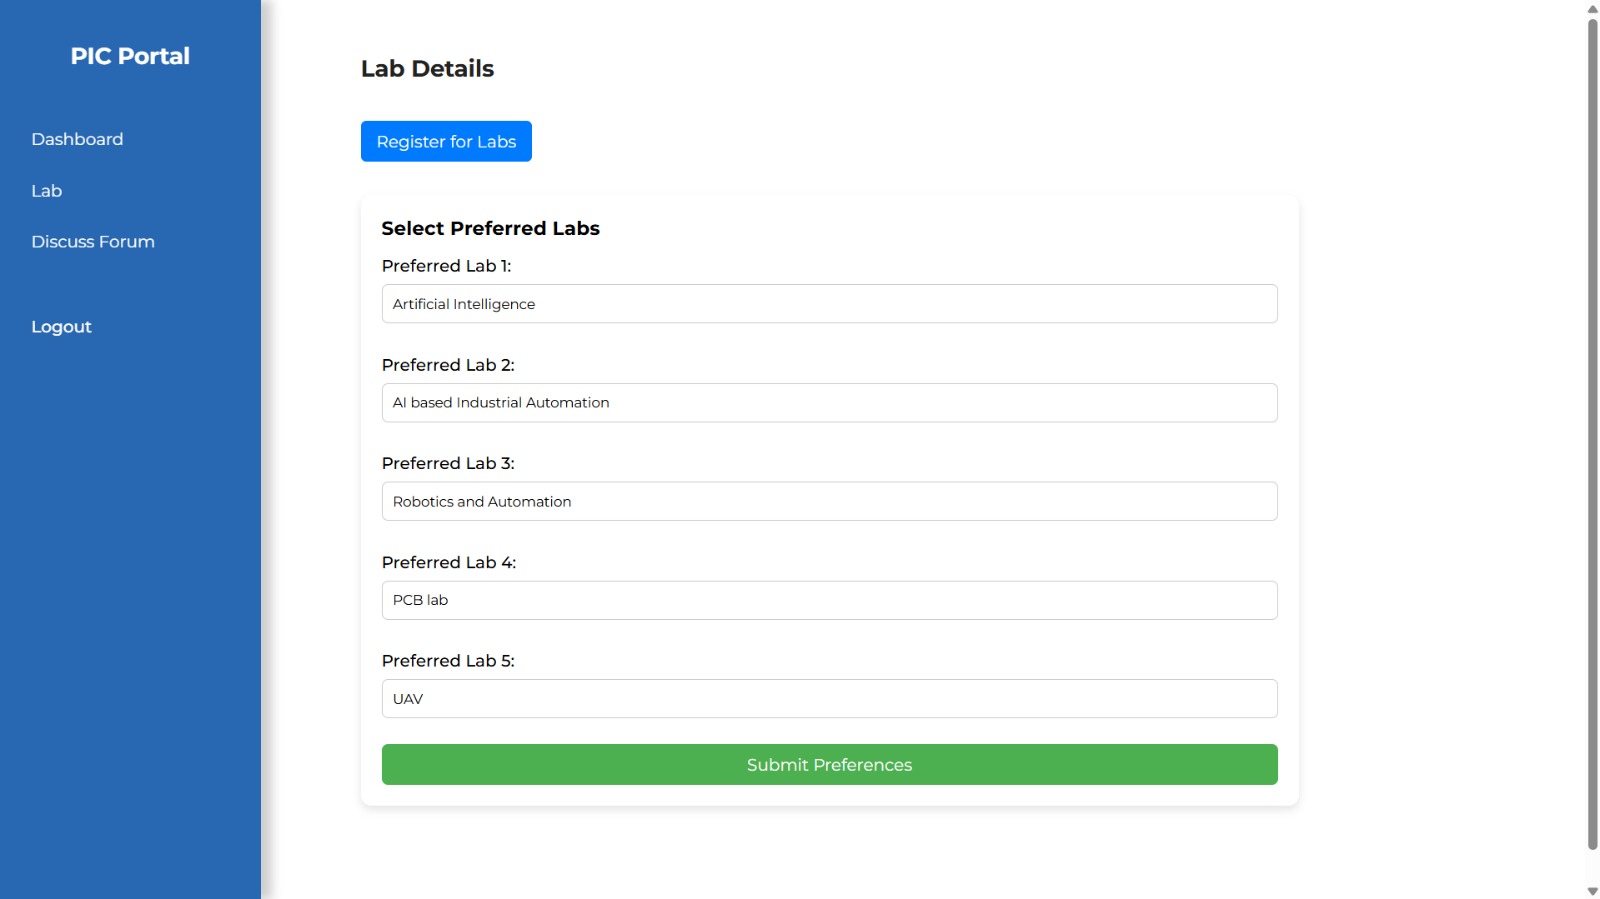 PIC Portal
Dashboard
Lab
Discuss Forum
Logout
Lab Details
Register for Labs
Select Preferred Labs
Preferred Lab 1:
Artificial Intelligence
Preferred Lab 2:
AI based Industrial Automation
Preferred Lab 3:
Robotics and Automation
Preferred Lab 4:
PCB lab
Preferred Lab 5:
UAV
Submit Preferences